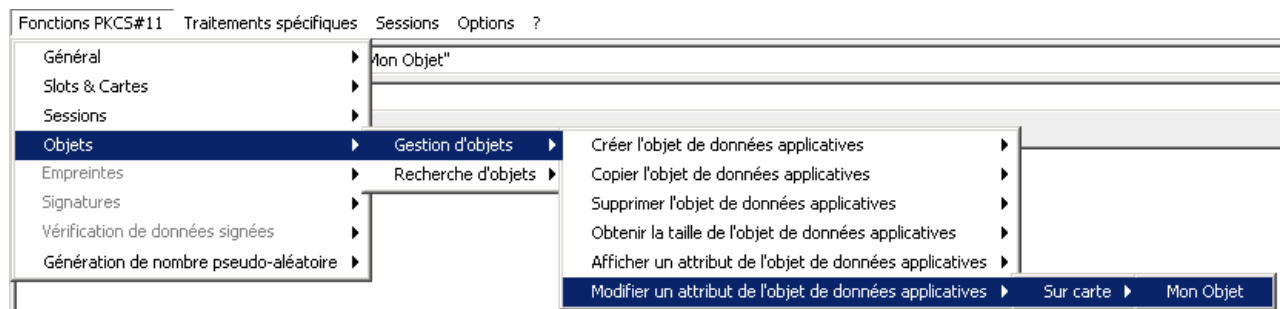 Fonctions PKCS#11 Traitements spécifiques Sessions Options ?
Général
Mon Objet"
Slots & Cartes
Sessions
Objets
Gestion d'objets
Créer l'objet de données applicatives
Empreintes
Recherche d'objets
Copier l'objet de données applicatives
Signatures
Supprimer l'objet de données applicatives
Vérification de données signées
Obtenir la taille de l'objet de données applicatives
Génération de nombre pseudo-aléatoire
Afficher un attribut de l'objet de données applicatives
Modifier un attribut de l'objet de données applicatives
Sur carte
Mon Objet